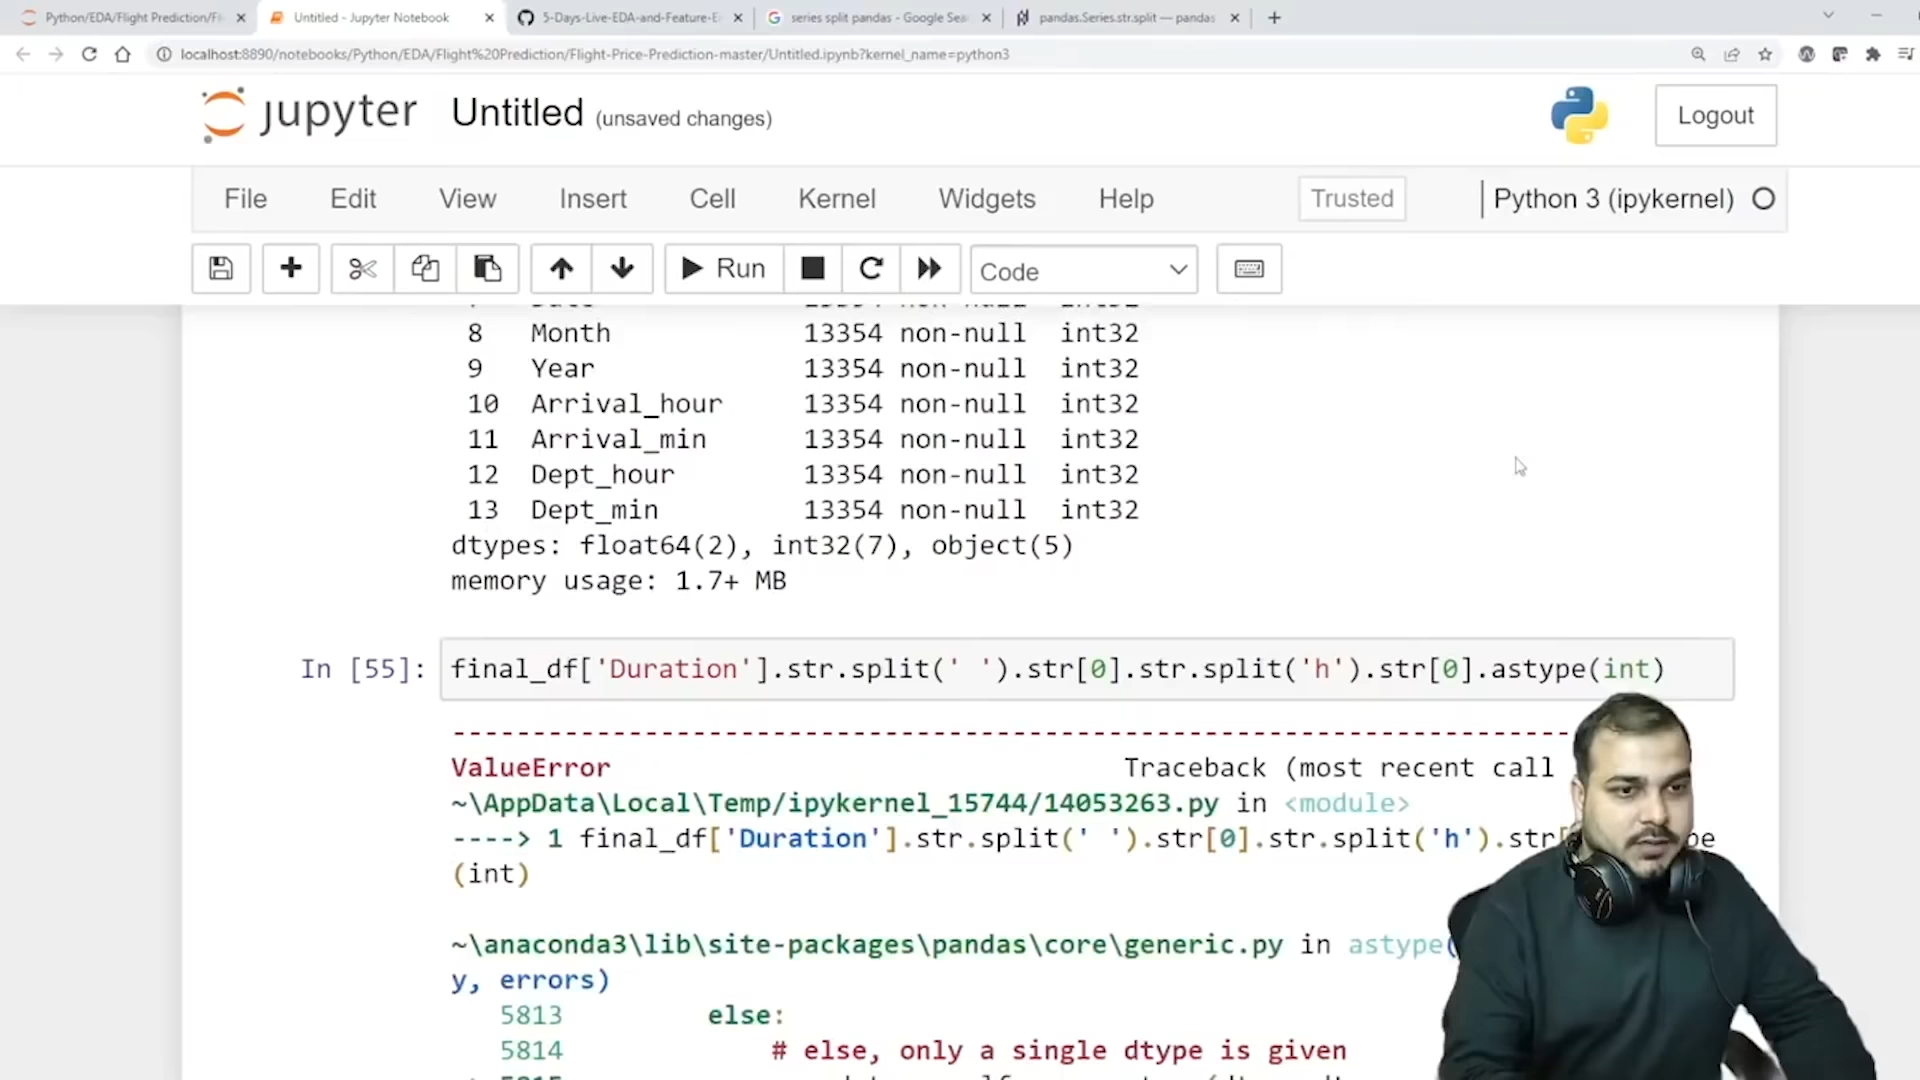 Python/EDA/Flight Prediction/Fl
Untitled - Jupyter Notebook
5-Days-Live-EDA-and-Feature-E
series split pandas - Google Sea
pandas.Series.str.split — pandas
localhost:8890/notebooks/Python/EDA/Flight%20Prediction/Flight-Price-Prediction-master/Untitled.ipynb?kernel_name=python3
jupyter Untitled (unsaved changes)
Logout
File Edit View Insert Cell Kernel Widgets Help Trusted Python 3 (ipykernel)
Run Code
8 Month 13354 non-null int32
9 Year 13354 non-null int32
10 Arrival_hour 13354 non-null int32
11 Arrival_min 13354 non-null int32
12 Dept_hour 13354 non-null int32
13 Dept_min 13354 non-null int32
dtypes: float64(2), int32(7), object(5)
memory usage: 1.7+ MB
In [55]: final_df['Duration'].str.split(' ').str[0].str.split('h').str[0].astype(int)
---------------------------------------------------------------------------
ValueError Traceback (most recent call
~\AppData\Local\Temp/ipykernel_15744/14053263.py in <module>
----> 1 final_df['Duration'].str.split(' ').str[0].str.split('h').str[ pe
(int)
~\anaconda3\lib\site-packages\pandas\core\generic.py in astype(
y, errors)
5813 else:
5814 # else, only a single dtype is given